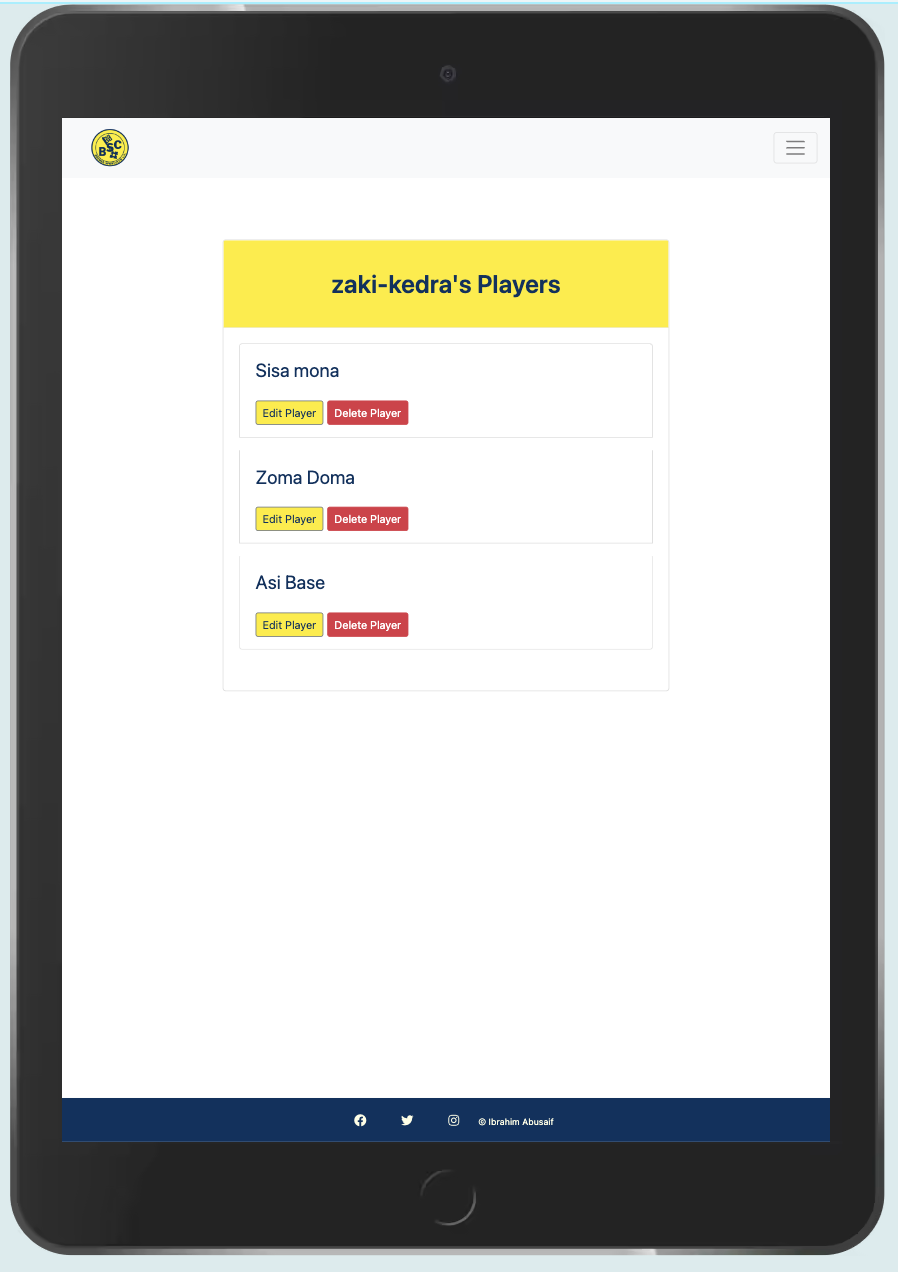 BSC
zaki-kedra's Players
Sisa mona
Edit Player Delete Player
Zoma Doma
Edit Player Delete Player
Asi Base
Edit Player Delete Player
© Ibrahim Abusaif